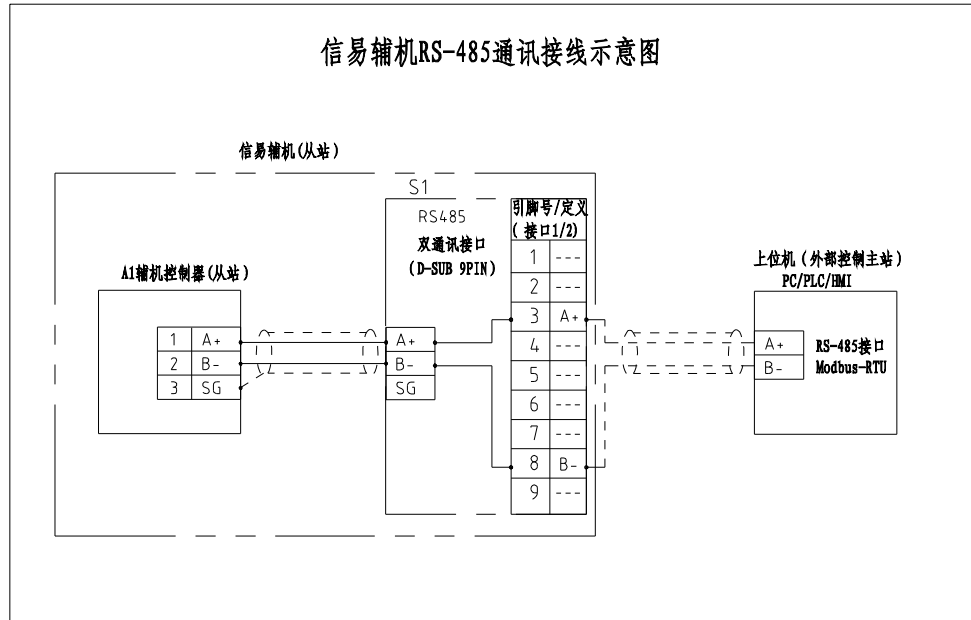 信易辅机RS-485通讯接线示意图
信易辅机(从站)
S1
RS485
双通讯接口
(D-SUB 9PIN)
引脚号/定义
( 接口1/2)
1 ---
2 ---
3 A+
4 ---
5 ---
6 ---
7 ---
8 B-
9 ---
A1辅机控制器(从站)
1 A+
2 B-
3 SG
A+
B-
SG
上位机 (外部控制主站)
PC/PLC/HMI
A+
B-
RS-485接口
Modbus-RTU